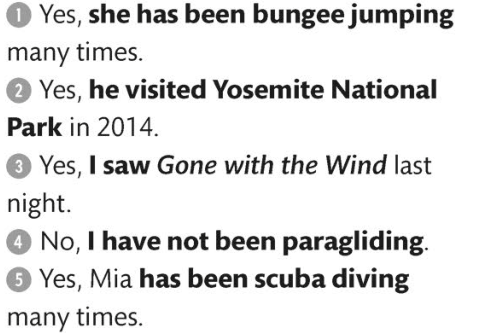 1 Yes, she has been bungee jumping
many times.
2 Yes, he visited Yosemite National
Park in 2014.
3 Yes, I saw Gone with the Wind last
night.
4 No, I have not been paragliding.
5 Yes, Mia has been scuba diving
many times.